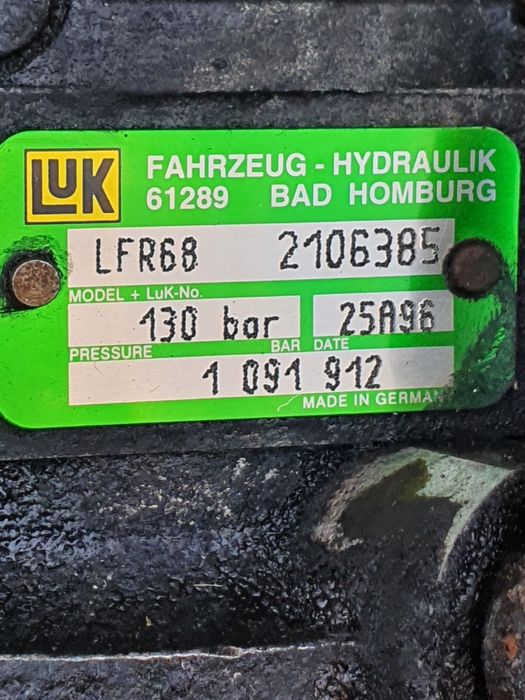 LUK
FAHRZEUG - HYDRAULIK
61289 BAD HOMBURG
LFR68 2106385
MODEL + LuK-No.
130 bar 25A96
PRESSURE BAR DATE
1 091 912
MADE IN GERMANY